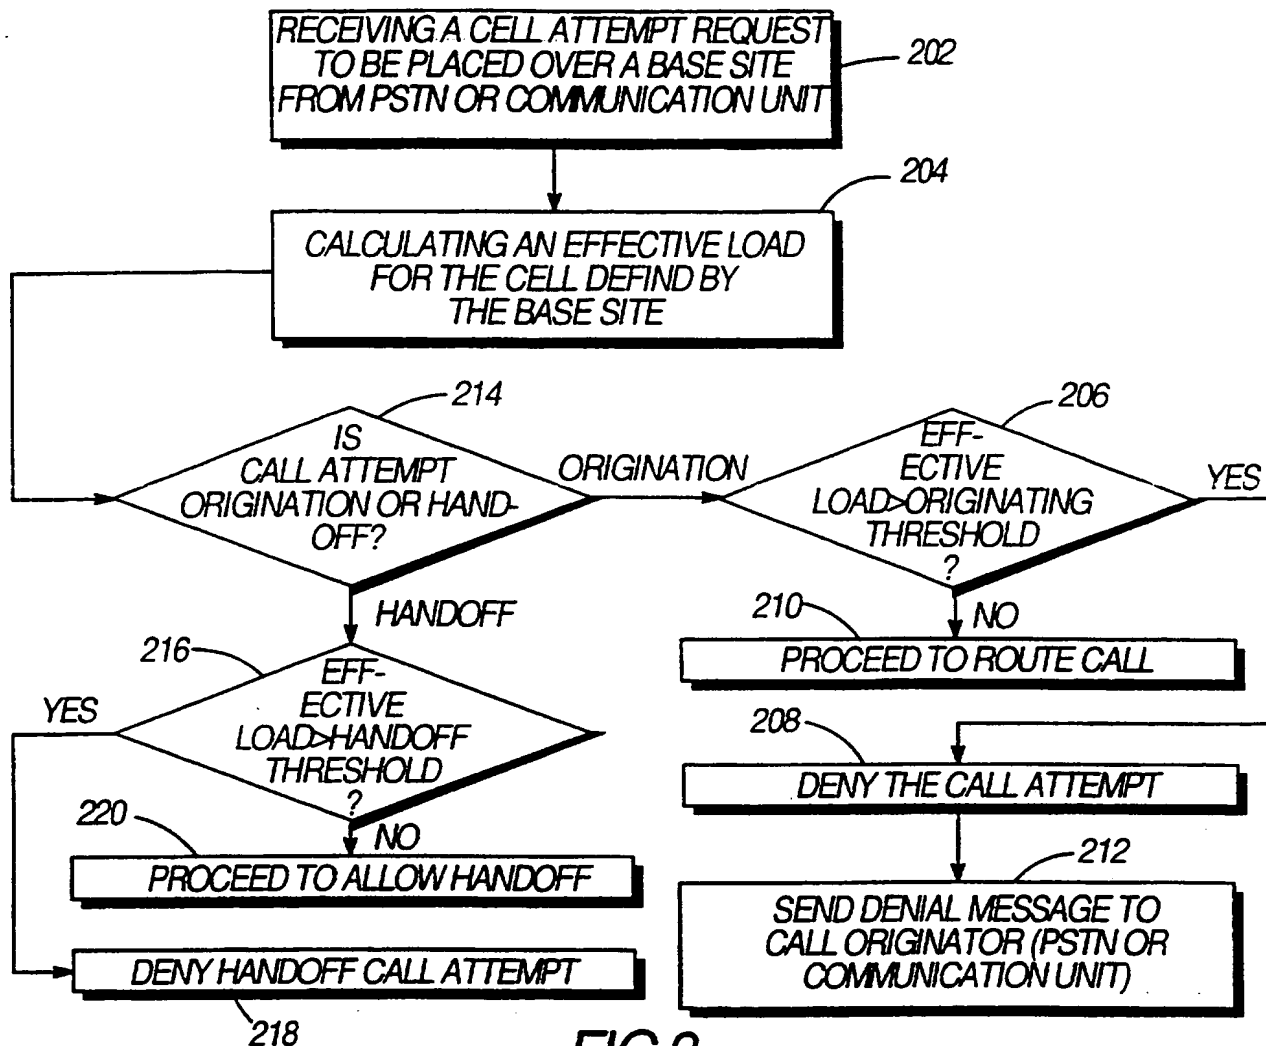 RECEIVING A CELL ATTEMPT REQUEST
TO BE PLACED OVER A BASE SITE
FROM PSTN OR COMMUNICATION UNIT
202
204
CALCULATING AN EFFECTIVE LOAD
FOR THE CELL DEFIND BY
THE BASE SITE
214
IS
CALL ATTEMPT
ORIGINATION OR HAND-
OFF?
ORIGINATION
206
EFF-
ECTIVE
LOAD>ORIGINATING
THRESHOLD
?
YES
HANDOFF
NO
210
PROCEED TO ROUTE CALL
216
EFF-
ECTIVE
LOAD>HANDOFF
THRESHOLD
?
YES
NO
208
DENY THE CALL ATTEMPT
220
PROCEED TO ALLOW HANDOFF
212
SEND DENIAL MESSAGE TO
CALL ORIGINATOR (PSTN OR
COMMUNICATION UNIT)
DENY HANDOFF CALL ATTEMPT
218